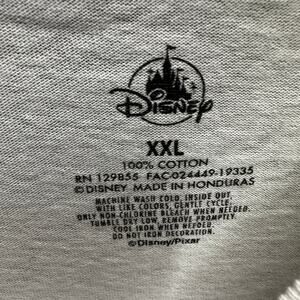 Disney
XXL
100% COTTON
RN 129855 FAC-024449-19335
©DISNEY MADE IN HONDURAS
MACHINE WASH COLD, INSIDE OUT
WITH LIKE COLORS, GENTLE CYCLE.
ONLY NON-CHLORINE BLEACH WHEN NEEDED.
TUMBLE DRY LOW, REMOVE PROMPTLY.
COOL IRON WHEN NEEDED.
DO NOT IRON DECORATION.
©Disney/Pixar